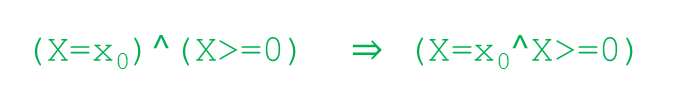 (X=x₀)^(X>=0) ⇒ (X=x₀^X>=0)